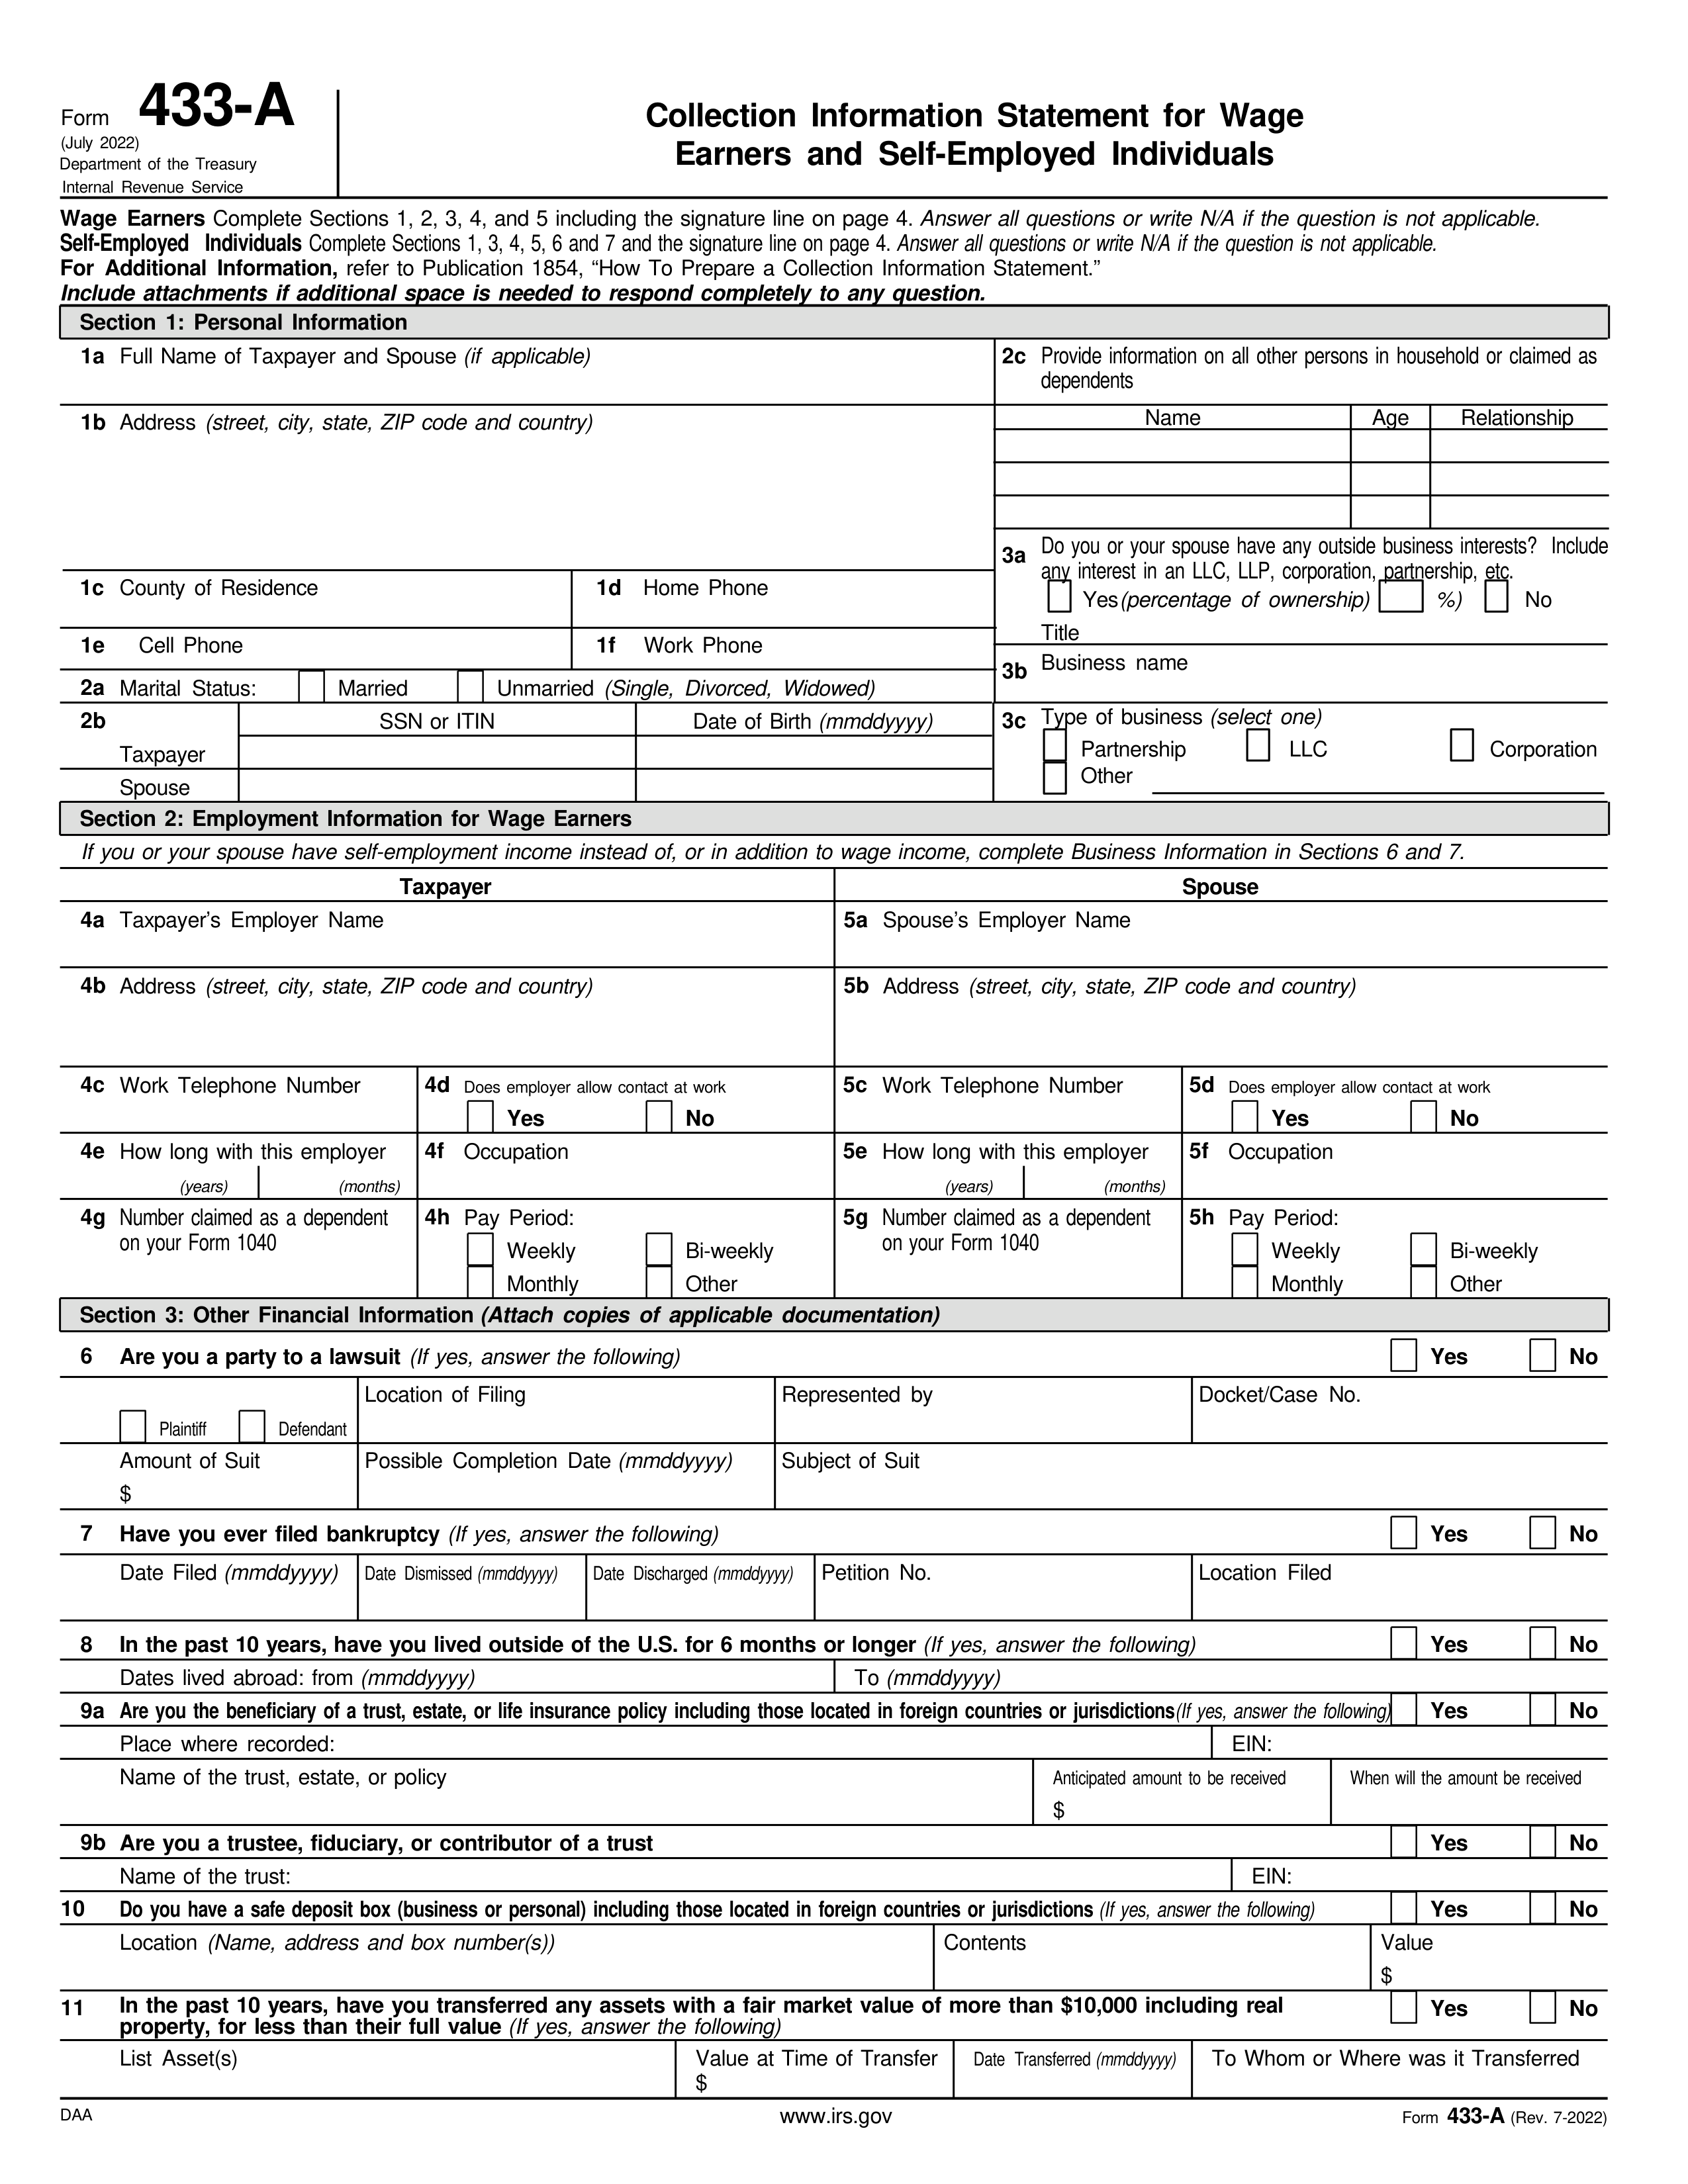 Form 433-A
(July 2022)
Department of the Treasury
Internal Revenue Service
Collection Information Statement for Wage
Earners and Self-Employed Individuals
Wage Earners Complete Sections 1, 2, 3, 4, and 5 including the signature line on page 4. Answer all questions or write N/A if the question is not applicable.
Self-Employed Individuals Complete Sections 1, 3, 4, 5, 6 and 7 and the signature line on page 4. Answer all questions or write N/A if the question is not applicable.
For Additional Information, refer to Publication 1854, “How To Prepare a Collection Information Statement.”
Include attachments if additional space is needed to respond completely to any question.
Section 1: Personal Information
1a Full Name of Taxpayer and Spouse (if applicable)
1b Address (street, city, state, ZIP code and country)
1c County of Residence
1d Home Phone
1e Cell Phone
1f Work Phone
2a Marital Status: Married Unmarried (Single, Divorced, Widowed)
2b SSN or ITIN Date of Birth (mmddyyyy)
Taxpayer
Spouse
2c Provide information on all other persons in household or claimed as
dependents
Name Age Relationship
3a Do you or your spouse have any outside business interests? Include
any interest in an LLC, LLP, corporation, partnership, etc.
Yes (percentage of ownership) %) No
Title
3b Business name
3c Type of business (select one)
Partnership LLC Corporation
Other
Section 2: Employment Information for Wage Earners
If you or your spouse have self-employment income instead of, or in addition to wage income, complete Business Information in Sections 6 and 7.
Taxpayer Spouse
4a Taxpayer’s Employer Name 5a Spouse’s Employer Name
4b Address (street, city, state, ZIP code and country) 5b Address (street, city, state, ZIP code and country)
4c Work Telephone Number 4d Does employer allow contact at work 5c Work Telephone Number 5d Does employer allow contact at work
Yes No Yes No
4e How long with this employer 4f Occupation 5e How long with this employer 5f Occupation
(years) (months) (years) (months)
4g Number claimed as a dependent 4h Pay Period: 5g Number claimed as a dependent 5h Pay Period:
on your Form 1040 Weekly Bi-weekly on your Form 1040 Weekly Bi-weekly
Monthly Other Monthly Other
Section 3: Other Financial Information (Attach copies of applicable documentation)
6 Are you a party to a lawsuit (If yes, answer the following) Yes No
Location of Filing Represented by Docket/Case No.
Plaintiff Defendant
Amount of Suit Possible Completion Date (mmddyyyy) Subject of Suit
$
7 Have you ever filed bankruptcy (If yes, answer the following) Yes No
Date Filed (mmddyyyy) Date Dismissed (mmddyyyy) Date Discharged (mmddyyyy) Petition No. Location Filed
8 In the past 10 years, have you lived outside of the U.S. for 6 months or longer (If yes, answer the following) Yes No
Dates lived abroad: from (mmddyyyy) To (mmddyyyy)
9a Are you the beneficiary of a trust, estate, or life insurance policy including those located in foreign countries or jurisdictions (If yes, answer the following) Yes No
Place where recorded: EIN:
Name of the trust, estate, or policy Anticipated amount to be received When will the amount be received
$
9b Are you a trustee, fiduciary, or contributor of a trust Yes No
Name of the trust: EIN:
10 Do you have a safe deposit box (business or personal) including those located in foreign countries or jurisdictions (If yes, answer the following) Yes No
Location (Name, address and box number(s)) Contents Value
$
11 In the past 10 years, have you transferred any assets with a fair market value of more than $10,000 including real Yes No
property, for less than their full value (If yes, answer the following)
List Asset(s) Value at Time of Transfer Date Transferred (mmddyyyy) To Whom or Where was it Transferred
$
DAA www.irs.gov Form 433-A (Rev. 7-2022)